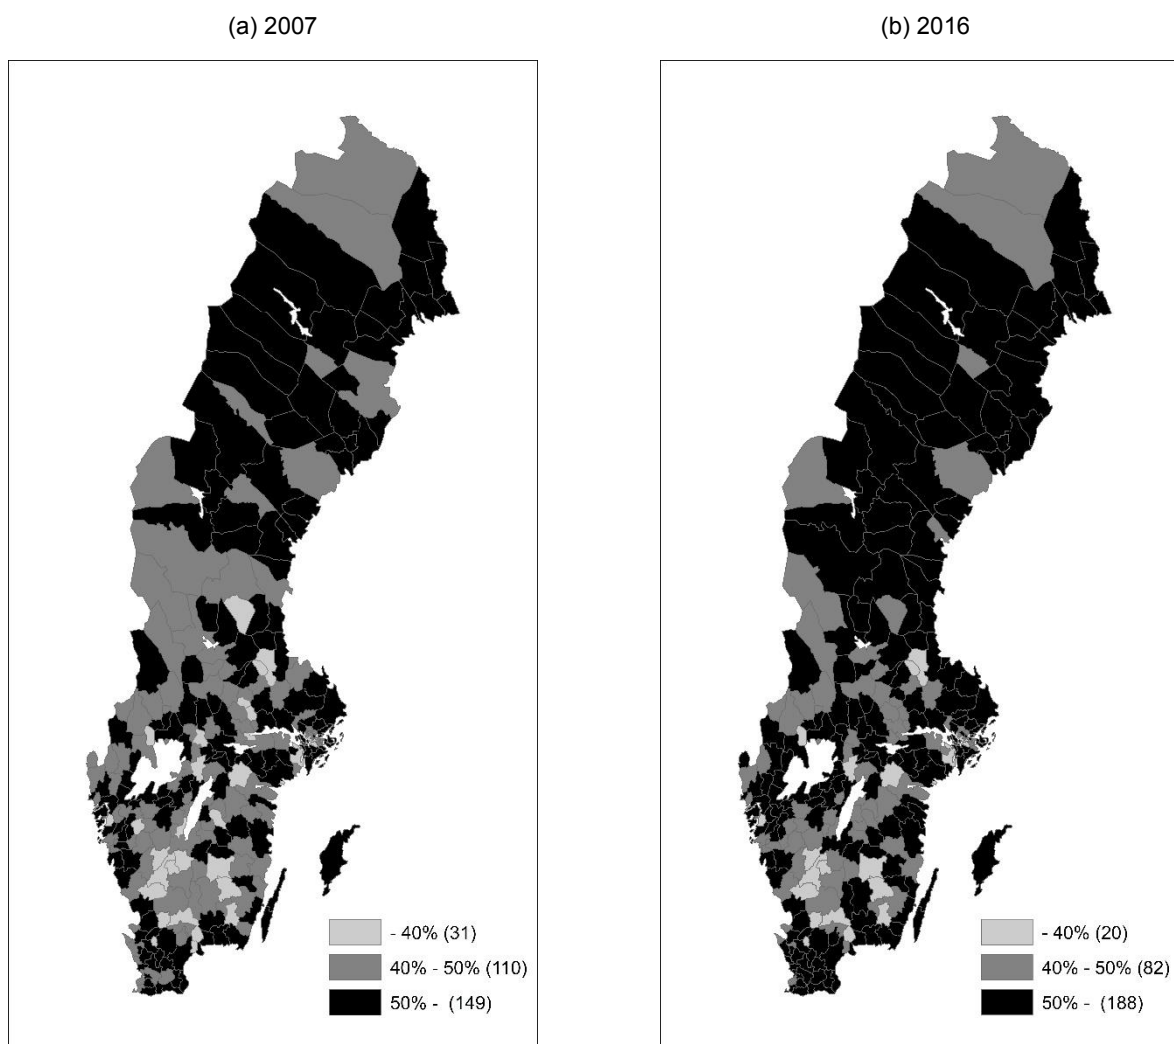 (a) 2007
(b) 2016
- 40% (31)
40% - 50% (110)
50% - (149)
- 40% (20)
40% - 50% (82)
50% - (188)